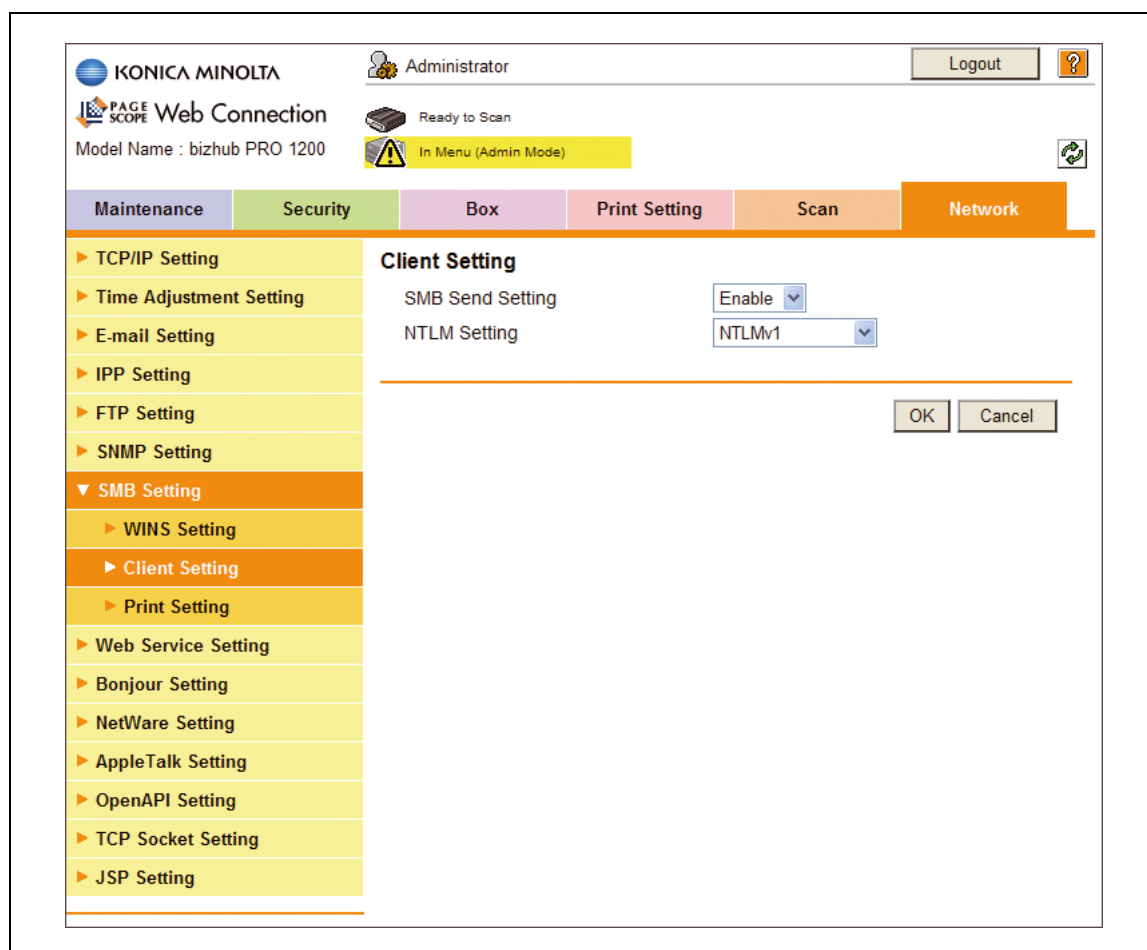 KONICA MINOLTA
Administrator
Logout
?
PAGE SCOPE Web Connection
Ready to Scan
Model Name : bizhub PRO 1200
In Menu (Admin Mode)
Maintenance Security Box Print Setting Scan Network
TCP/IP Setting
Time Adjustment Setting
E-mail Setting
IPP Setting
FTP Setting
SNMP Setting
SMB Setting
WINS Setting
Client Setting
Print Setting
Web Service Setting
Bonjour Setting
NetWare Setting
AppleTalk Setting
OpenAPI Setting
TCP Socket Setting
JSP Setting
Client Setting
SMB Send Setting Enable
NTLM Setting NTLMv1
OK Cancel